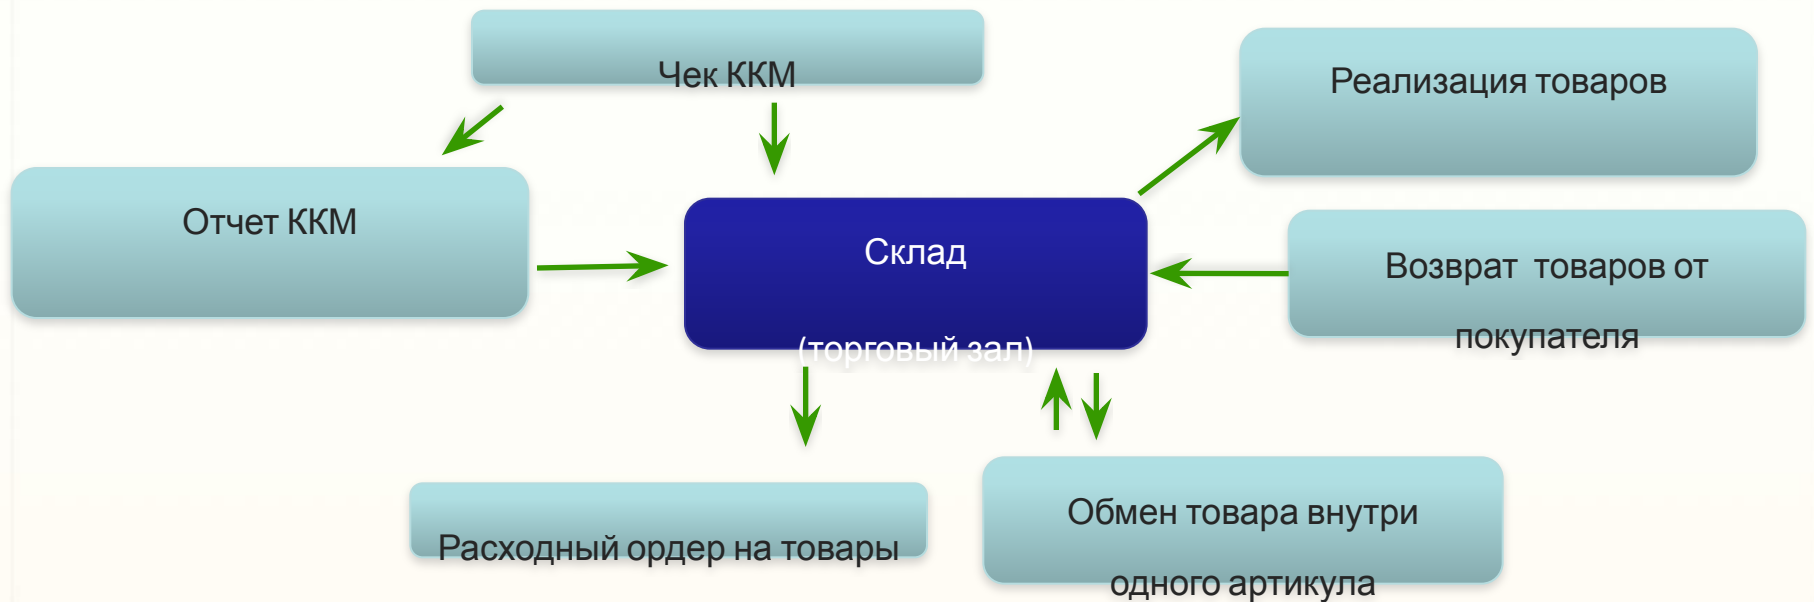 Чек ККМ
Реализация товаров
Отчет ККМ
Склад
(торговый зал)
Возврат товаров от
покупателя
Расходный ордер на товары
Обмен товара внутри
одного артикула